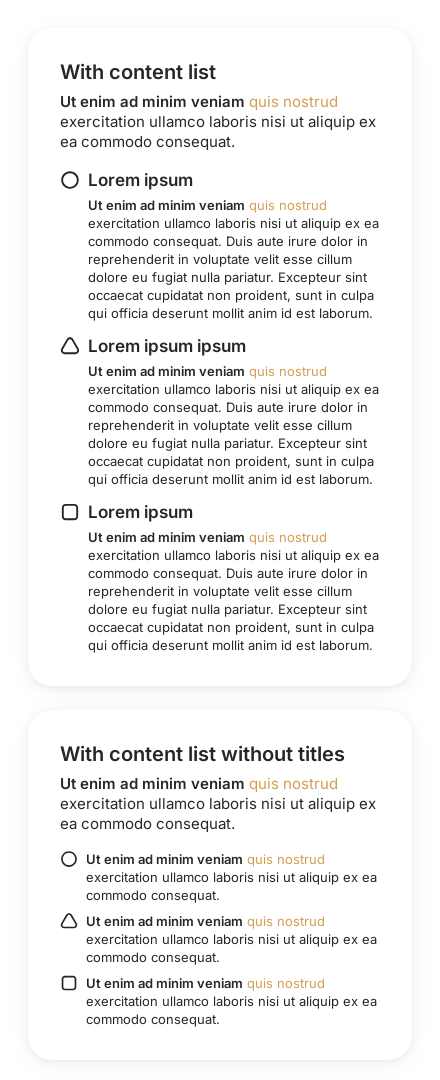 With content list
Ut enim ad minim veniam quis nostrud
exercitation ullamco laboris nisi ut aliquip ex
ea commodo consequat.
Lorem ipsum
Ut enim ad minim veniam quis nostrud
exercitation ullamco laboris nisi ut aliquip ex ea
commodo consequat. Duis aute irure dolor in
reprehenderit in voluptate velit esse cillum
dolore eu fugiat nulla pariatur. Excepteur sint
occaecat cupidatat non proident, sunt in culpa
qui officia deserunt mollit anim id est laborum.
Lorem ipsum ipsum
Ut enim ad minim veniam quis nostrud
exercitation ullamco laboris nisi ut aliquip ex ea
commodo consequat. Duis aute irure dolor in
reprehenderit in voluptate velit esse cillum
dolore eu fugiat nulla pariatur. Excepteur sint
occaecat cupidatat non proident, sunt in culpa
qui officia deserunt mollit anim id est laborum.
Lorem ipsum
Ut enim ad minim veniam quis nostrud
exercitation ullamco laboris nisi ut aliquip ex ea
commodo consequat. Duis aute irure dolor in
reprehenderit in voluptate velit esse cillum
dolore eu fugiat nulla pariatur. Excepteur sint
occaecat cupidatat non proident, sunt in culpa
qui officia deserunt mollit anim id est laborum.
With content list without titles
Ut enim ad minim veniam quis nostrud
exercitation ullamco laboris nisi ut aliquip ex
ea commodo consequat.
Ut enim ad minim veniam quis nostrud
exercitation ullamco laboris nisi ut aliquip ex ea
commodo consequat.
Ut enim ad minim veniam quis nostrud
exercitation ullamco laboris nisi ut aliquip ex ea
commodo consequat.
Ut enim ad minim veniam quis nostrud
exercitation ullamco laboris nisi ut aliquip ex ea
commodo consequat.